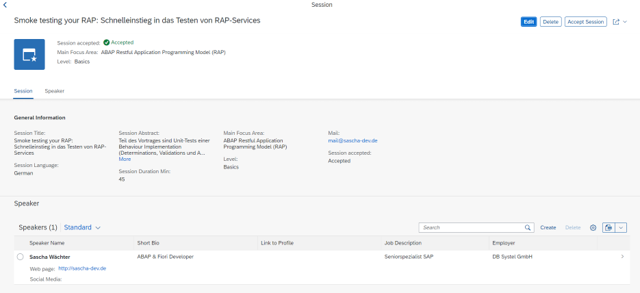 Session
Smoke testing your RAP: Schnelleinstieg in das Testen von RAP-Services
Edit
Delete
Accept Session
Session accepted: Accepted
Main Focus Area: ABAP Restful Application Programming Model (RAP)
Level: Basics
Session
Speaker
General Information
Session Title:
Smoke testing your RAP:
Schnelleinstieg in das Testen von RAP-
Services
Session Language:
German
Session Abstract:
Teil des Vortrages sind Unit-Tests einer
Behaviour Implementation
(Determinations, Validations und A...
More
Session Duration Min:
45
Main Focus Area:
ABAP Restful Application
Programming Model (RAP)
Level:
Basics
Mail:
mail@sascha-dev.de
Session accepted:
Accepted
Speaker
Speakers (1) Standard
Search
Create
Delete
Speaker Name Short Bio Link to Profile Job Description Employer
Sascha Wächter ABAP & Fiori Developer Seniorspezialist SAP DB Systel GmbH
Web page: http://sascha-dev.de
Social Media: